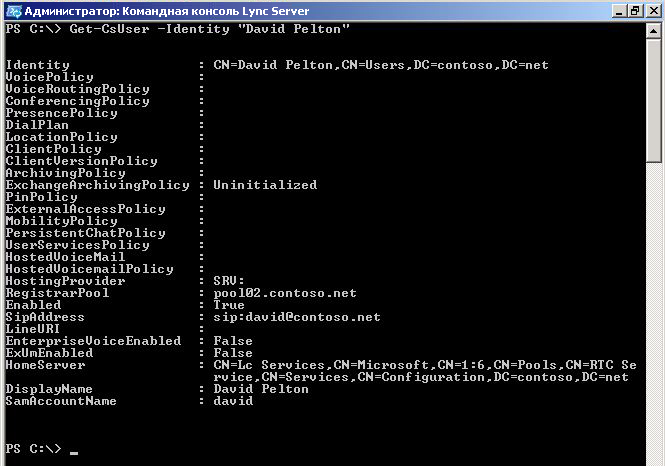 Администратор: Командная консоль Lync Server
PS C:\> Get-CsUser -Identity "David Pelton"
Identity : CN=David Pelton,CN=Users,DC=contoso,DC=net
VoicePolicy :
VoiceRoutingPolicy :
ConferencingPolicy :
PresencePolicy :
DialPlan :
LocationPolicy :
ClientPolicy :
ClientVersionPolicy :
ArchivingPolicy :
ExchangeArchivingPolicy : Uninitialized
PinPolicy :
ExternalAccessPolicy :
MobilityPolicy :
PersistentChatPolicy :
UserServicesPolicy :
HostedVoiceMail :
HostedVoicemailPolicy :
HostingProvider : SRV:
RegistrarPool : pool02.contoso.net
Enabled : True
SipAddress : sip:david@contoso.net
LineURI :
EnterpriseVoiceEnabled : False
ExUmEnabled : False
HomeServer : CN=Lc Services,CN=Microsoft,CN=1:6,CN=Pools,CN=RTC Se
rvice,CN=Services,CN=Configuration,DC=contoso,DC=net
DisplayName : David Pelton
SamAccountName : david
PS C:\> _